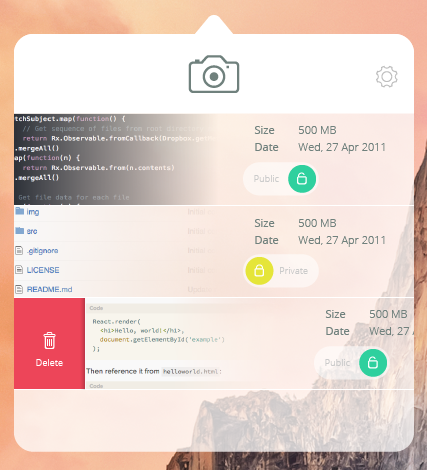 tchSubject.map(function() {
// Get sequence of files from root directory
return Rx.Observable.fromCallback(Dropbox.get
.mergeAll()
ap(function(n) {
return Rx.Observable.from(n.contents)
.mergeAll()
Get file data for each file
Size 500 MB
Date Wed, 27 Apr 2011
Public
img
src
.gitignore
LICENSE
README.md
Size 500 MB
Date Wed, 27 Apr 2011
Private
Delete
Code
React.render(
<h1>Hello, world!</h1>,
document.getElementById('example')
);
Then reference it from helloworld.html:
Code
Size 500 MB
Date Wed, 27
Public